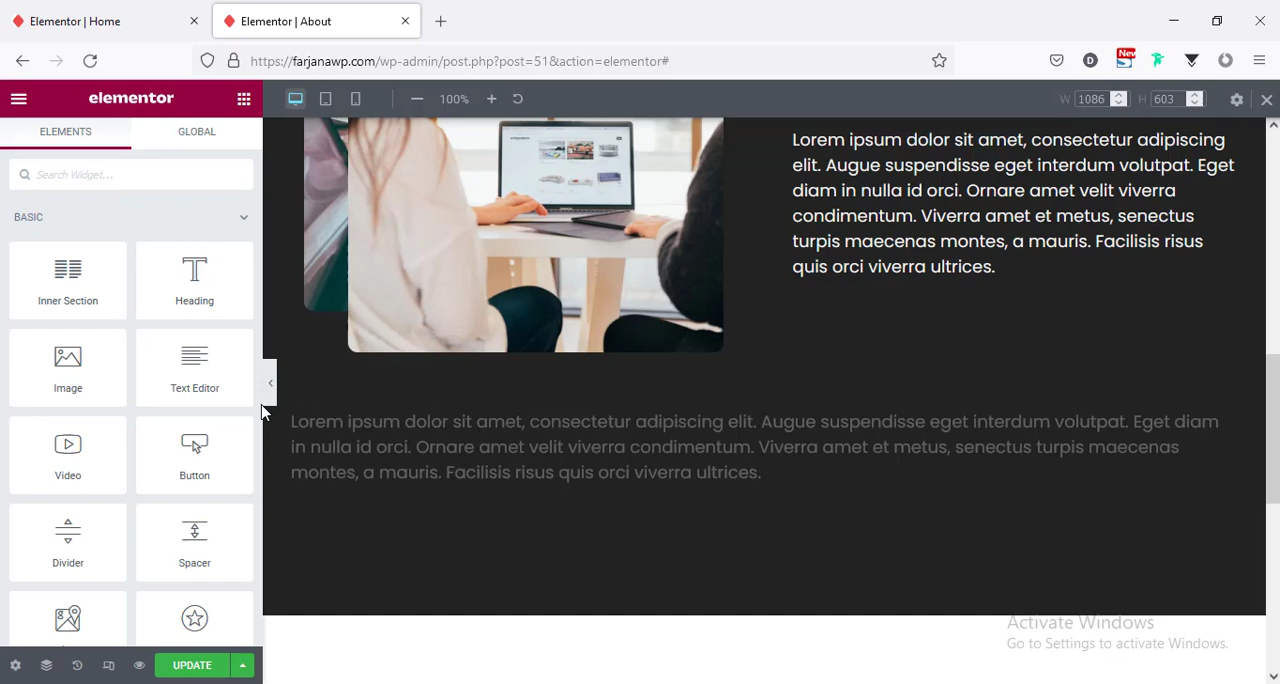 Elementor | Home
Elementor | About
https://farjanawp.com/wp-admin/post.php?post=51&action=elementor#
New
elementor
100%
W 1086
H 603
ELEMENTS
GLOBAL
Search Widget...
BASIC
Inner Section
Heading
Image
Text Editor
Video
Button
Divider
Spacer
UPDATE
Lorem ipsum dolor sit amet, consectetur adipiscing
elit. Augue suspendisse eget interdum volutpat. Eget
diam in nulla id orci. Ornare amet velit viverra
condimentum. Viverra amet et metus, senectus
turpis maecenas montes, a mauris. Facilisis risus
quis orci viverra ultrices.
Lorem ipsum dolor sit amet, consectetur adipiscing elit. Augue suspendisse eget interdum volutpat. Eget diam
in nulla id orci. Ornare amet velit viverra condimentum. Viverra amet et metus, senectus turpis maecenas
montes, a mauris. Facilisis risus quis orci viverra ultrices.
Activate Windows
Go to Settings to activate Windows.